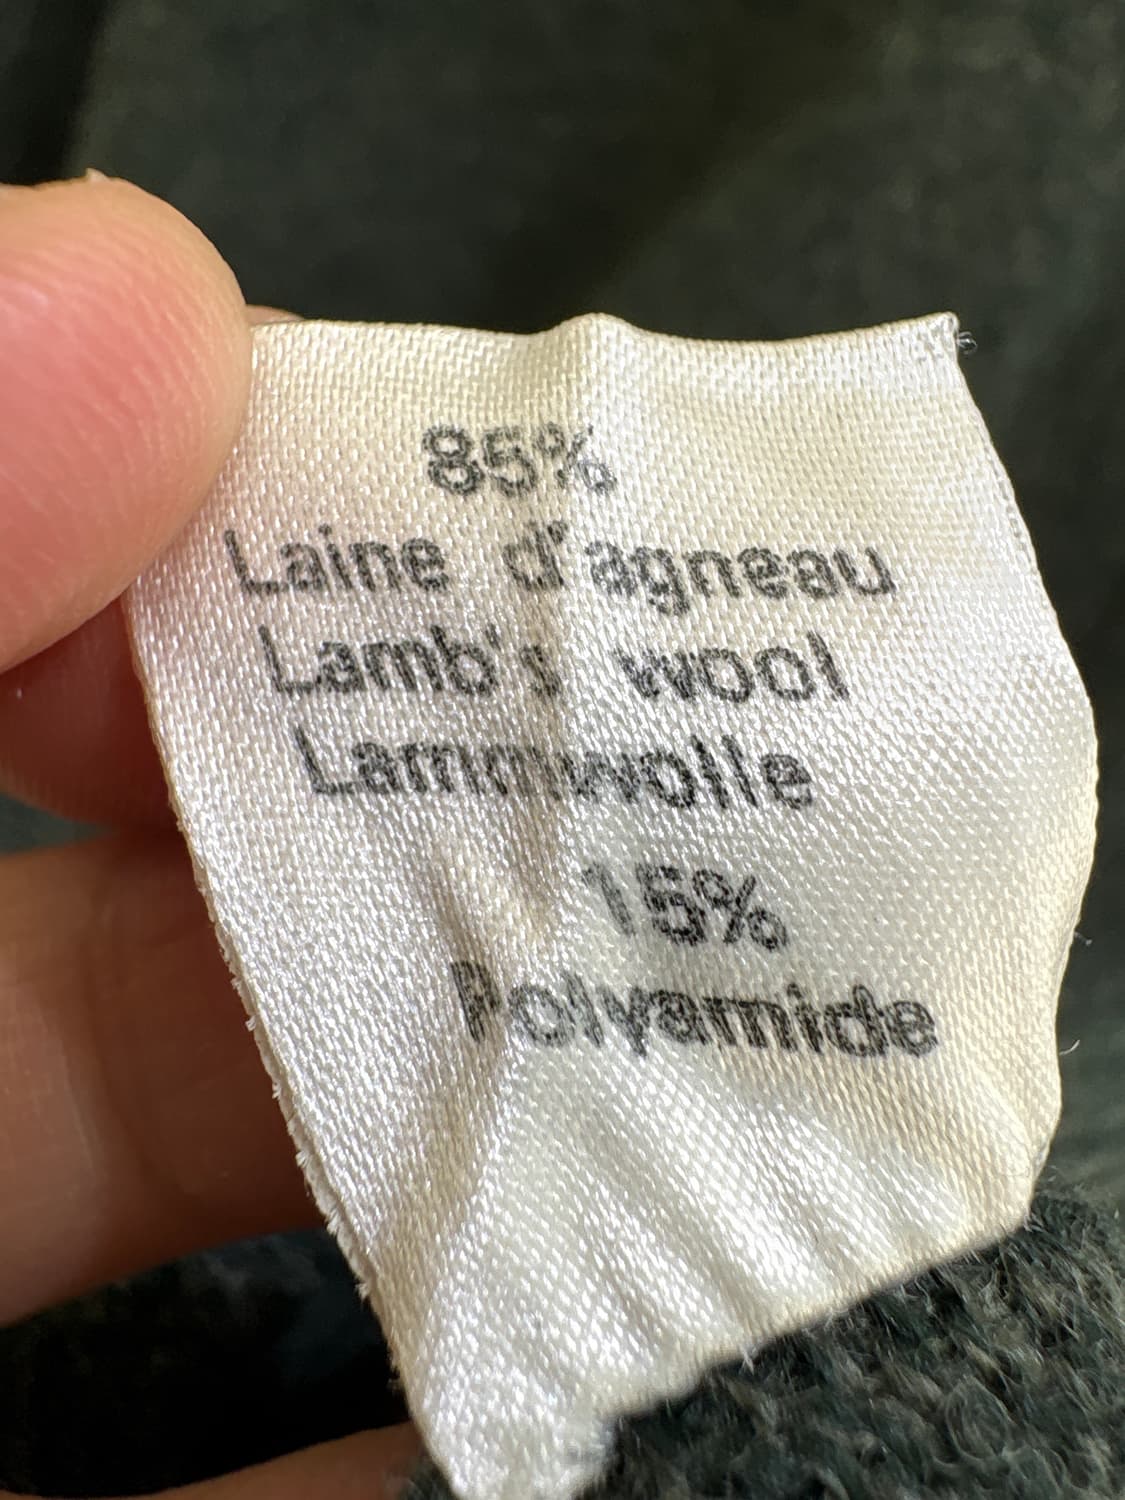 85%
Laine d'agneau
Lamb's wool
Lammwolle
15%
Polyamide